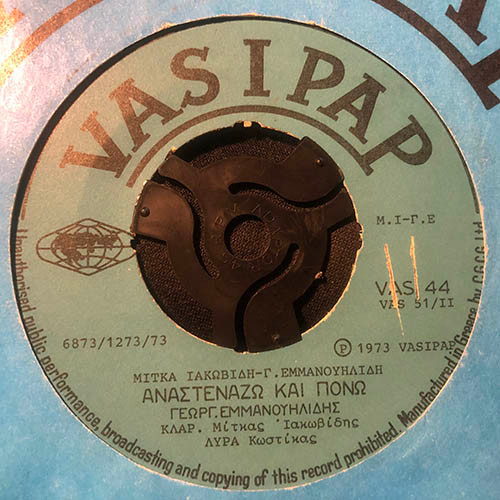 VASIPAP
Μ.Ι-Γ.Ε
VAS 44
VAS 51/II
6873/1273/73
Ⓟ 1973 VASIPAP
ΜΙΤΚΑ ΙΑΚΩΒΙΔΗ-Γ.ΕΜΜΑΝΟΥΗΛΙΔΗ
ΑΝΑΣΤΕΝΑΖΩ ΚΑΙ ΠΟΝΩ
ΓΕΩΡΓ.ΕΜΜΑΝΟΥΗΛΙΔΗΣ
ΚΛΑΡ. Μίτκας Ἰακωβίδης
ΛΥΡΑ Κωστίκας
Unauthorised public performance, broadcasting and copying of this record prohibited. Manufactured in Greece by